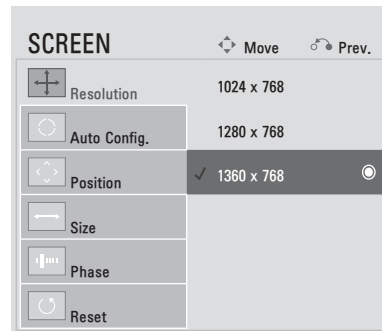 SCREEN Move Prev.
Resolution 1024 x 768
Auto Config. 1280 x 768
Position 1360 x 768
Size
Phase
Reset